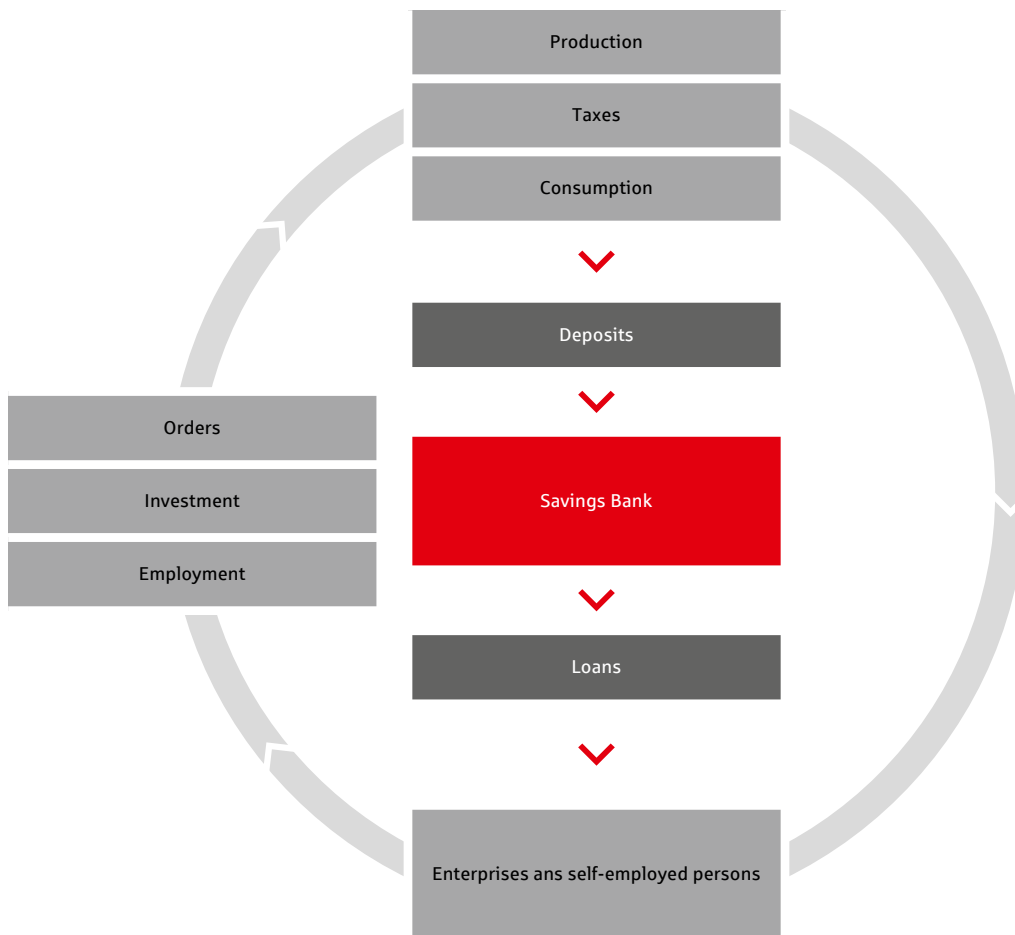 Production
Taxes
Consumption
Deposits
Orders
Savings Bank
Investment
Employment
Loans
Enterprises ans self-employed persons